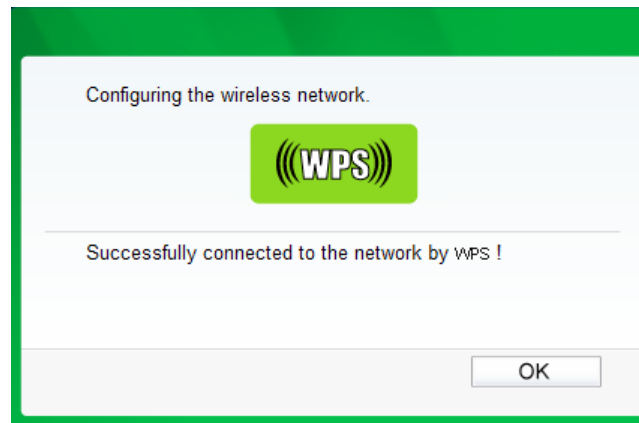 Configuring the wireless network.
(((WPS)))
Successfully connected to the network by WPS !
OK